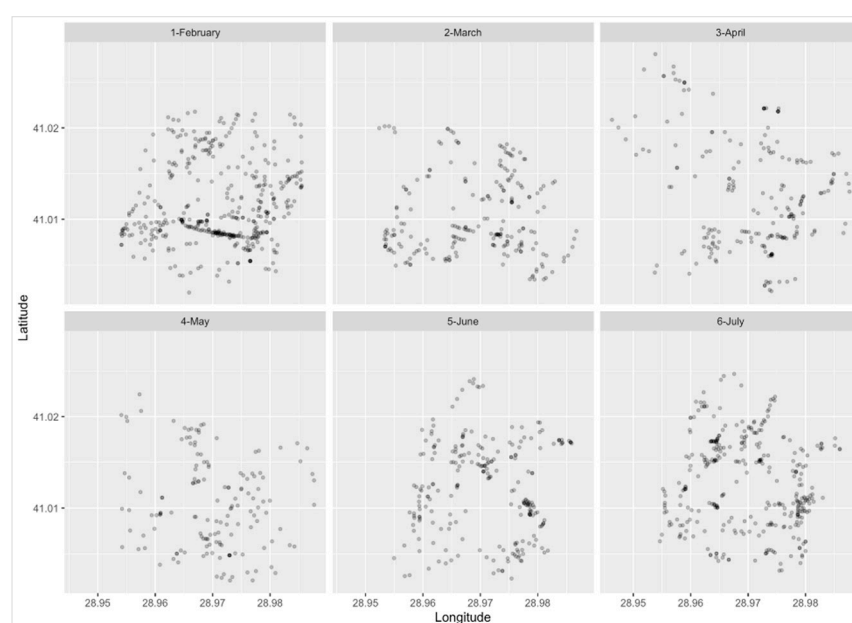 1-February 2-March 3-April
41.02
41.01
Latitude
4-May 5-June 6-July
41.02
41.01
28.95 28.96 28.97 28.98 28.95 28.96 28.97 28.98 28.95 28.96 28.97 28.98
Longitude